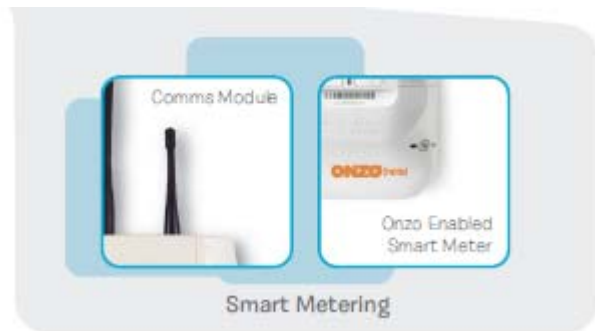 Comms Module
ONZO
Onzo Enabled
Smart Meter
Smart Metering